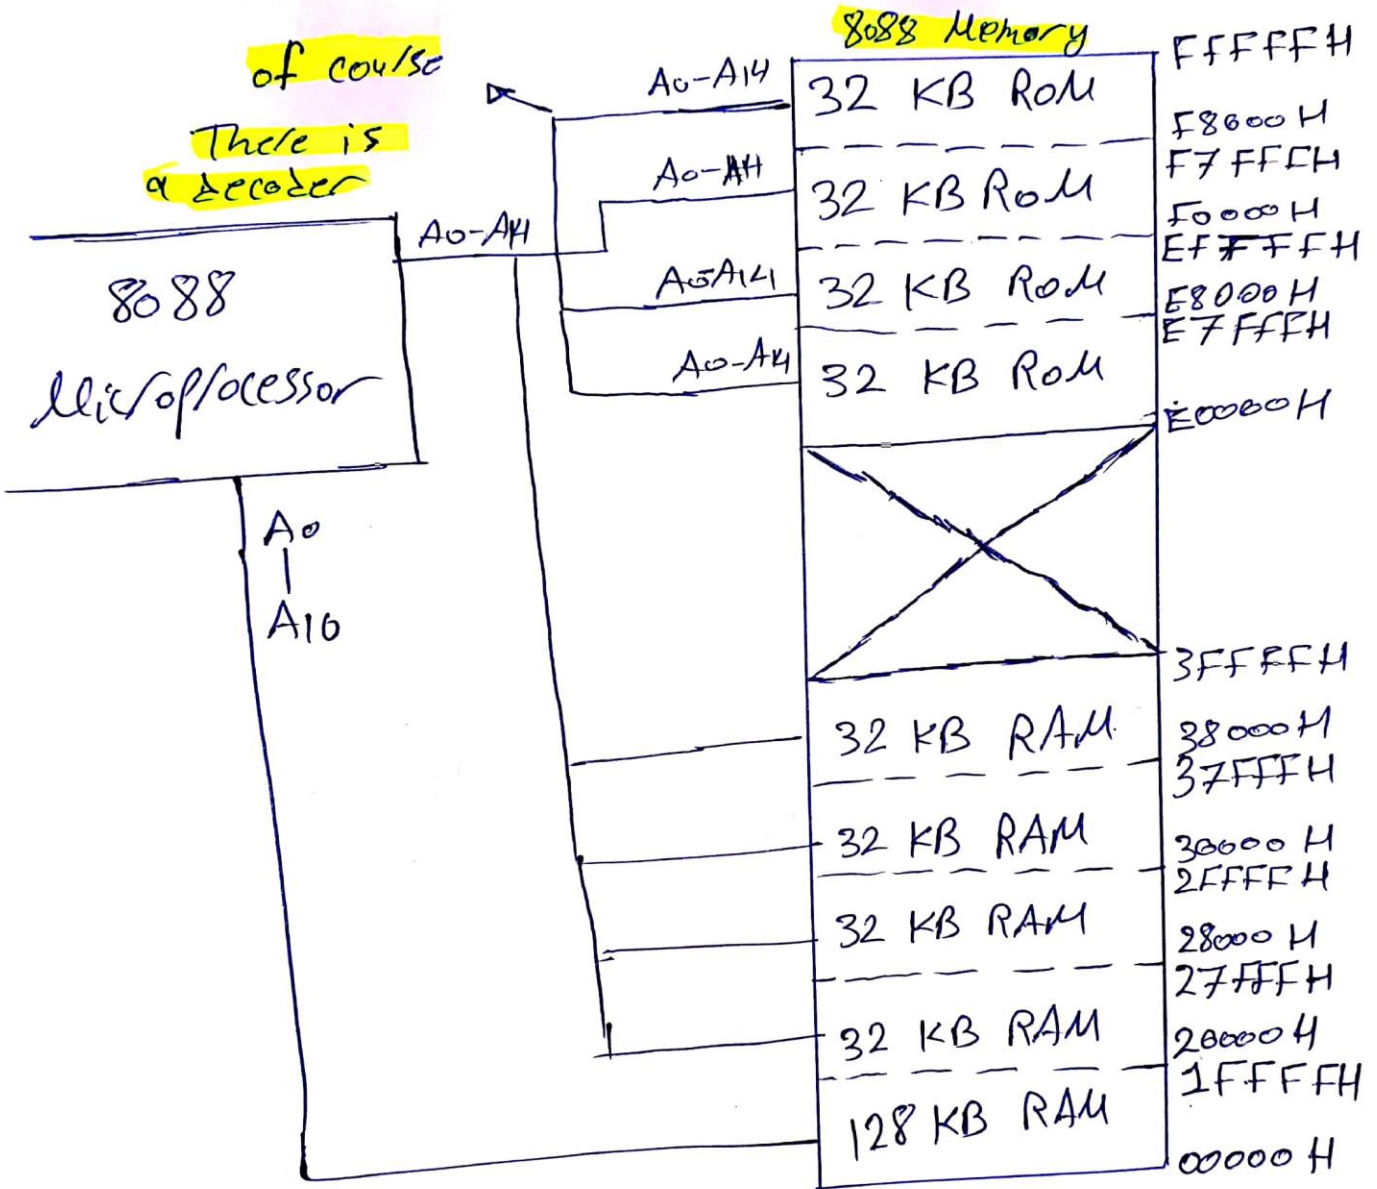 8088 Memory
of course
There is
a decoder
8088
Microprocessor
A0-A14
A0
A16
A0-A14
A0-A14
A0-A14
A0-A14
32 KB ROM
32 KB ROM
32 KB ROM
32 KB ROM
32 KB RAM
32 KB RAM
32 KB RAM
32 KB RAM
128 KB RAM
FFFFFH
F8000H
F7FFFH
F0000H
EFFFFH
E8000H
E7FFFH
E0000H
3FFFFH
38000H
37FFFH
30000H
2FFFFH
28000H
27FFFH
20000H
1FFFFH
00000H